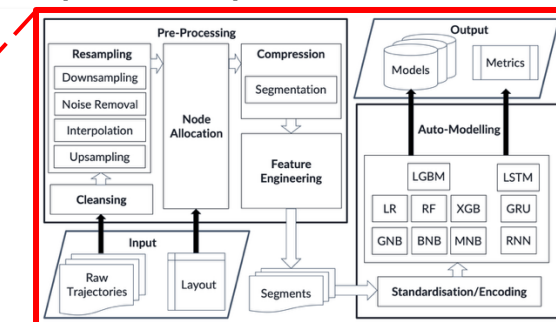 Pre-Processing
Resampling
Downsampling
Noise Removal
Interpolation
Upsampling
Cleansing
Node
Allocation
Compression
Segmentation
Feature
Engineering
Input
Raw
Trajectories
Layout
Segments
Output
Models
Metrics
Auto-Modelling
LGBM
LSTM
LR
RF
XGB
GRU
GNB
BNB
MNB
RNN
Standardisation/Encoding